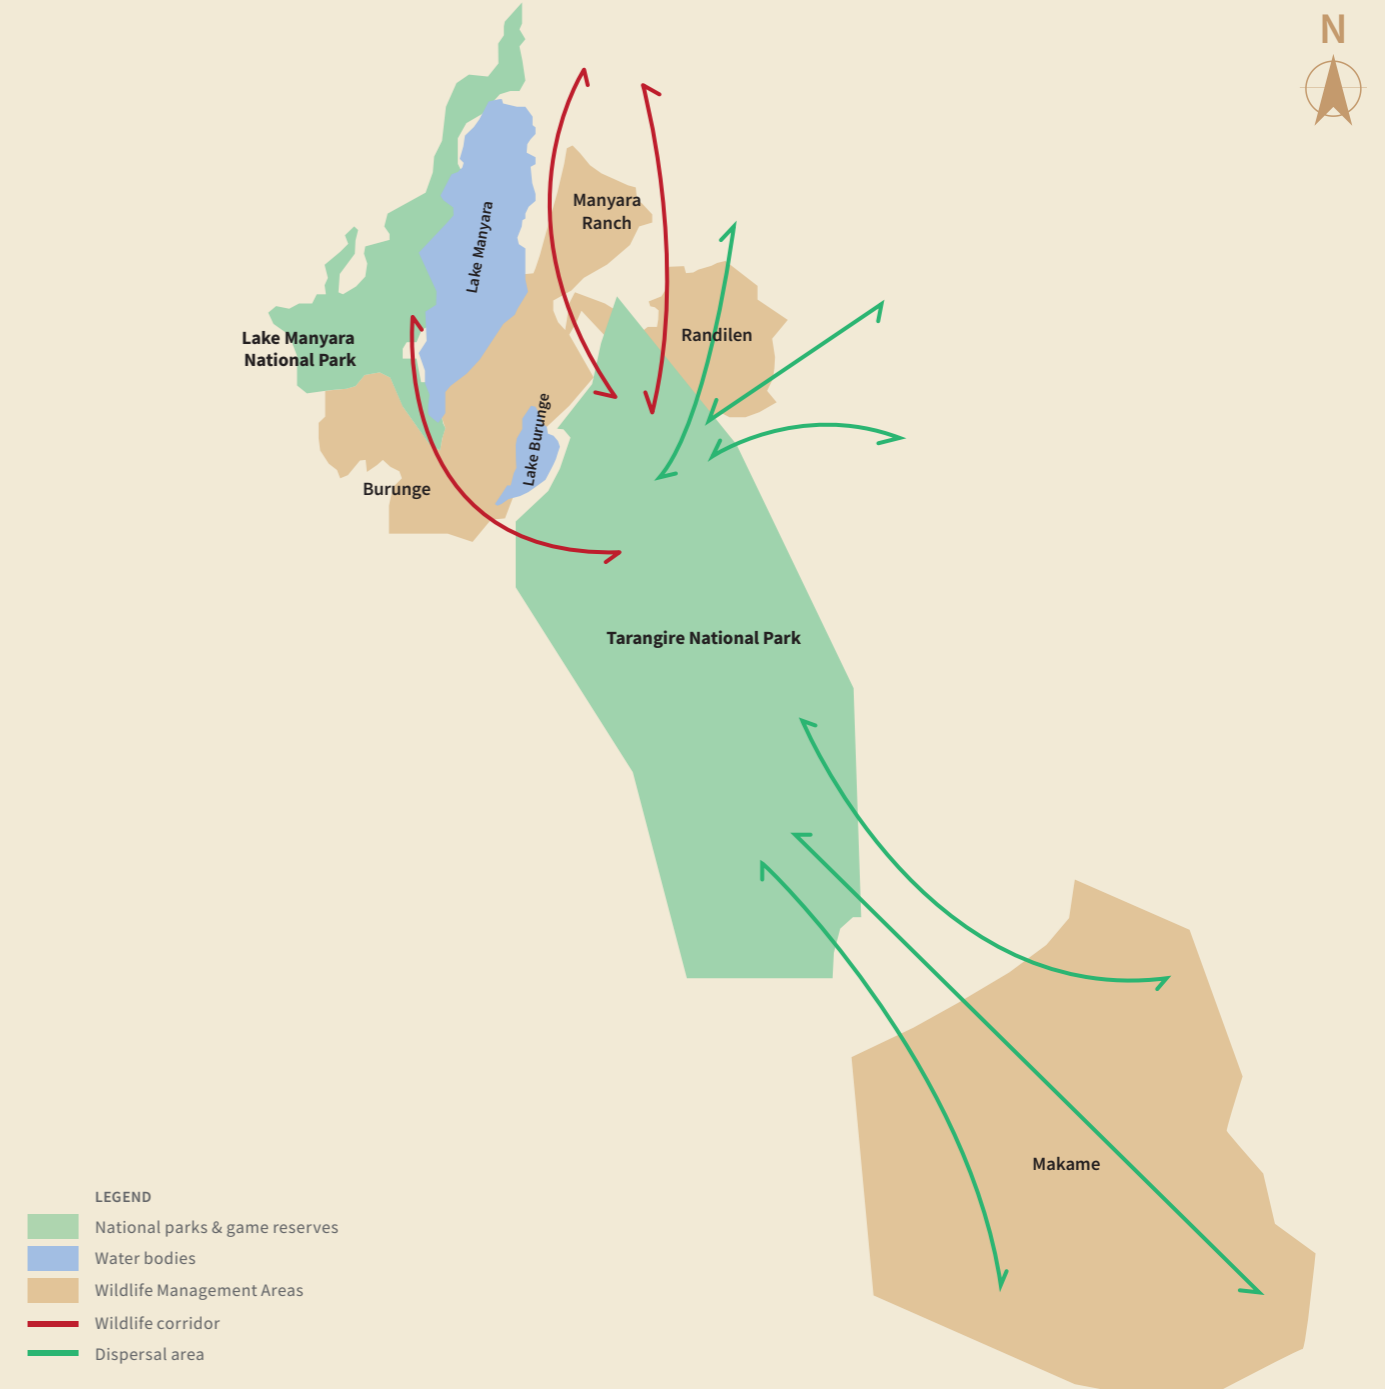 N
Manyara
Ranch
Lake Manyara
Randilen
Lake Manyara
National Park
Lake Burunge
Burunge
Tarangire National Park
Makame
LEGEND
National parks & game reserves
Water bodies
Wildlife Management Areas
Wildlife corridor
Dispersal area